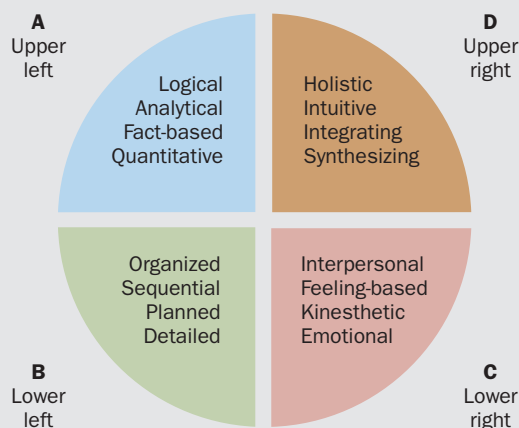 A
Upper
left
D
Upper
right
Logical
Analytical
Fact-based
Quantitative
Holistic
Intuitive
Integrating
Synthesizing
Organized
Sequential
Planned
Detailed
Interpersonal
Feeling-based
Kinesthetic
Emotional
B
Lower
left
C
Lower
right